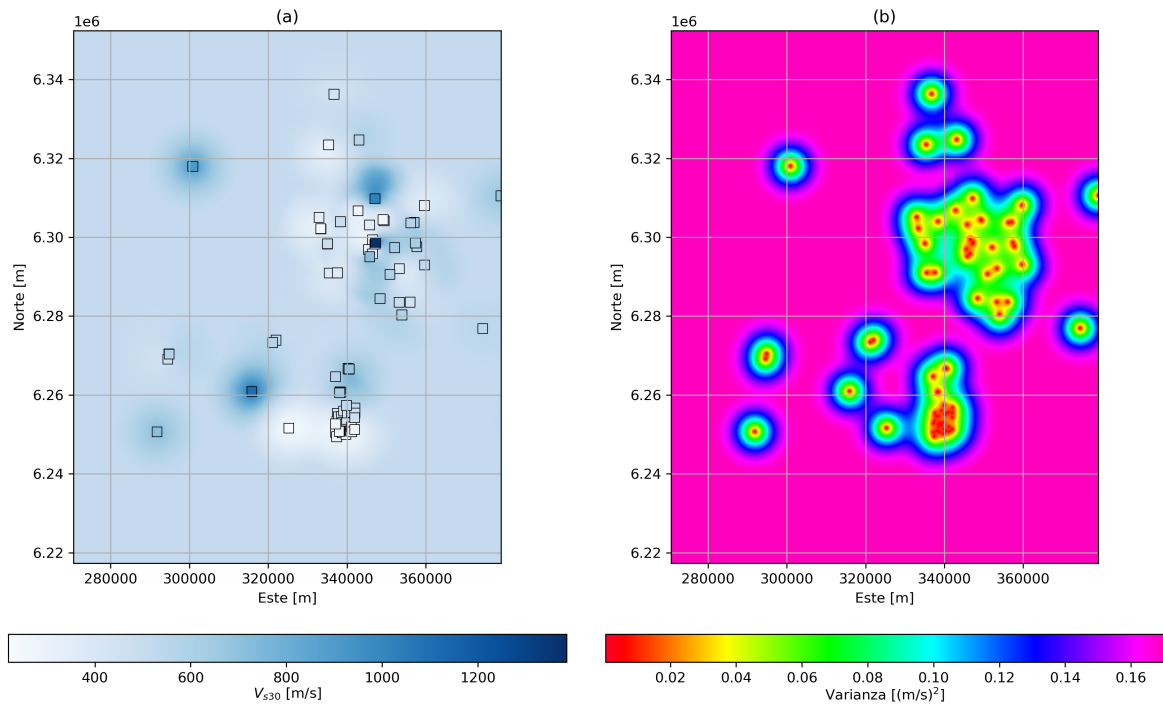 (a)
1e6
6.34
6.32
6.30
6.28
6.26
6.24
6.22
Norte [m]
280000 300000 320000 340000 360000
Este [m]
400 600 800 1000 1200
V_{s30} [m/s]
(b)
1e6
6.34
6.32
6.30
6.28
6.26
6.24
6.22
Norte [m]
280000 300000 320000 340000 360000
Este [m]
0.02 0.04 0.06 0.08 0.10 0.12 0.14 0.16
Varianza [(m/s)²]